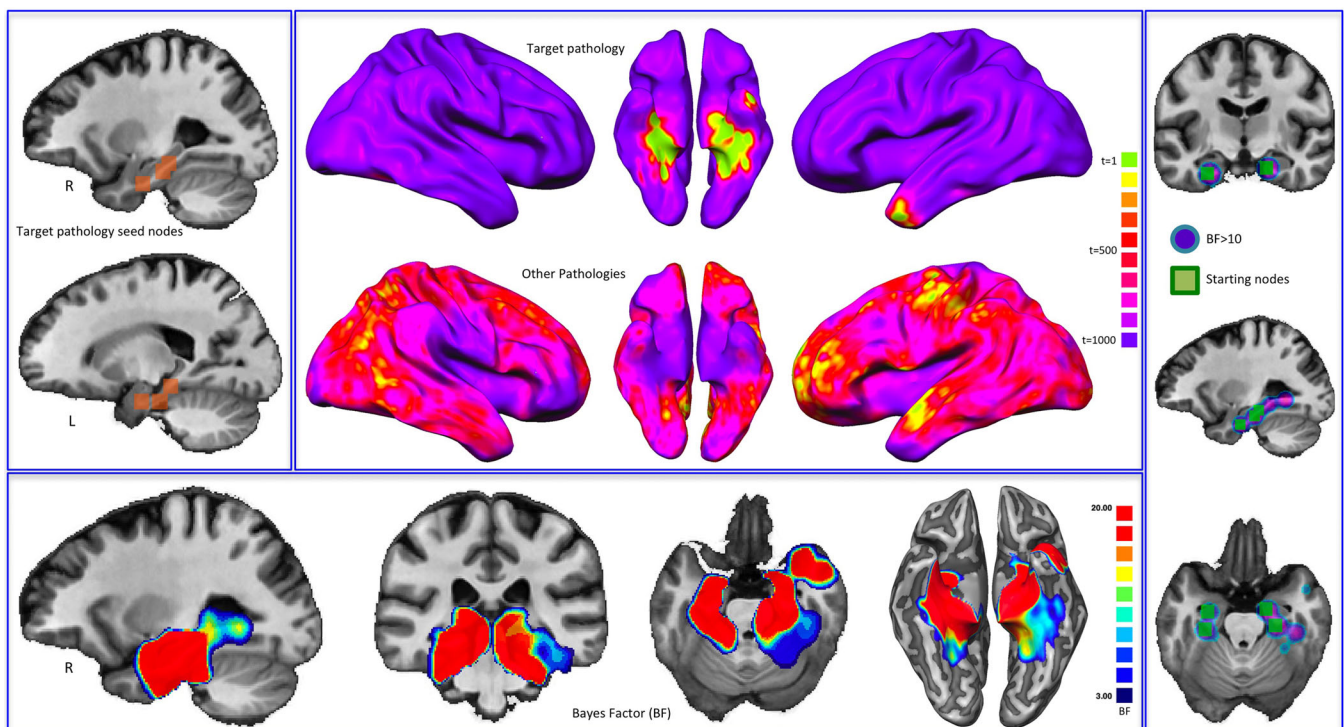 R
Target pathology seed nodes
L
Target pathology
Other Pathologies
t=1
t=500
t=1000
BF>10
Starting nodes
R
Bayes Factor (BF)
20.00
3.00
BF